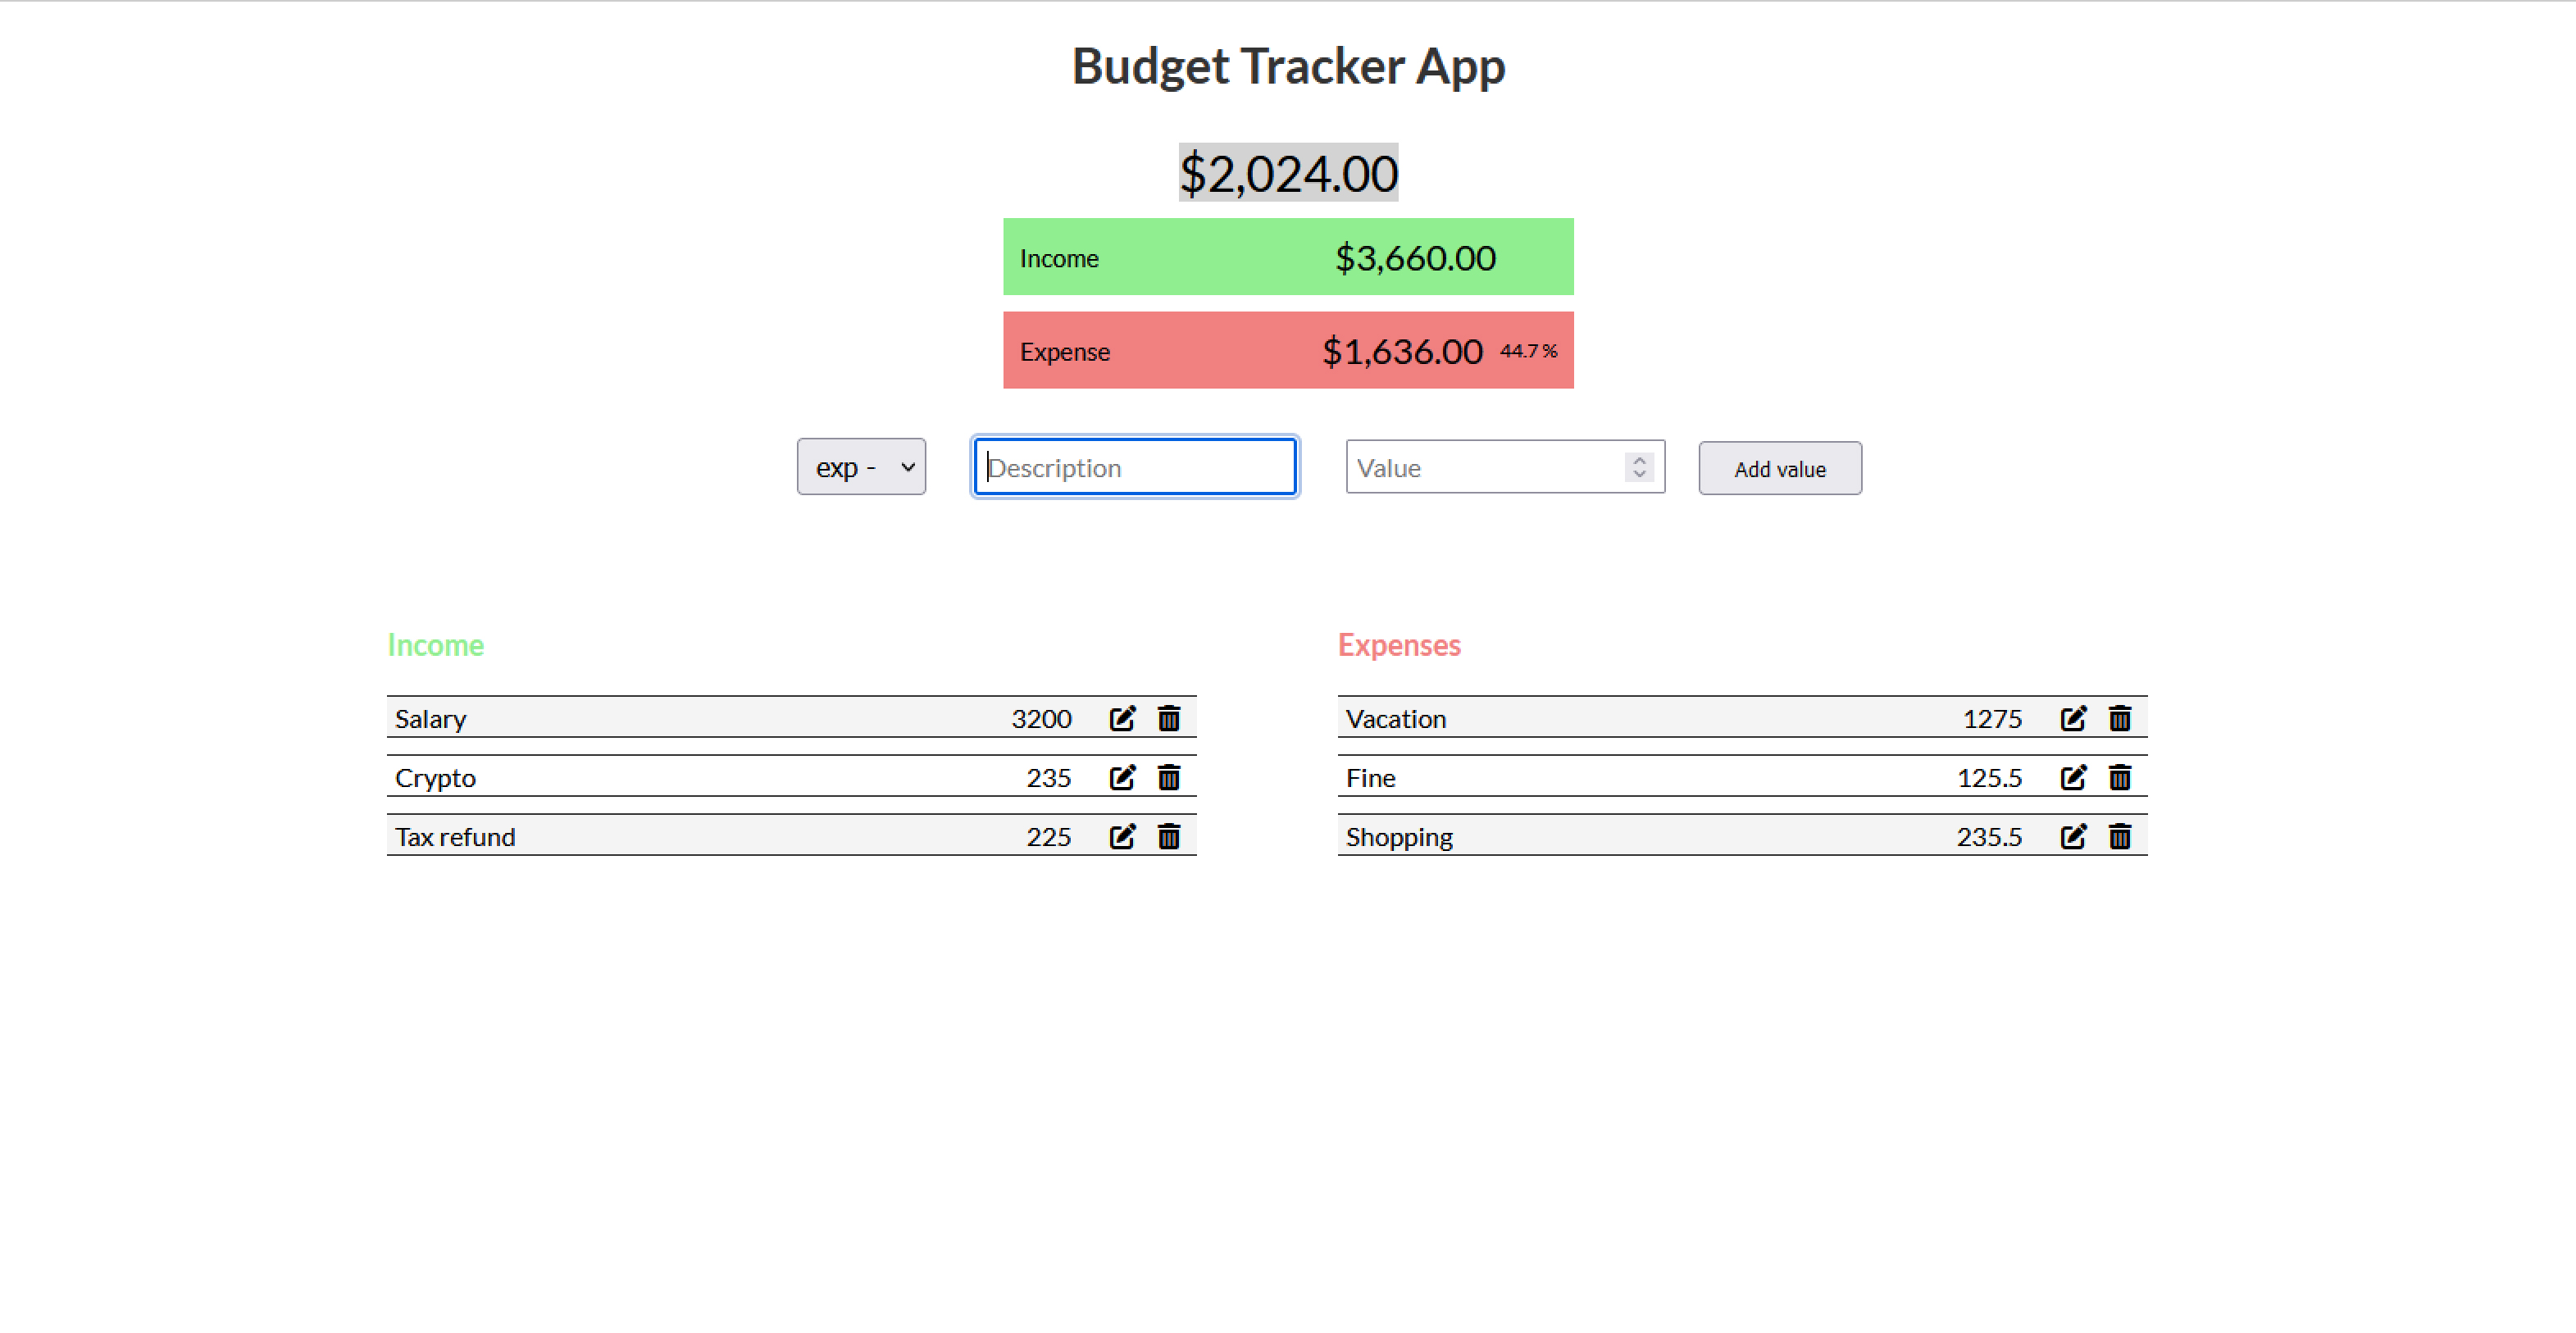 Budget Tracker App
$2,024.00
Income $3,660.00
Expense $1,636.00 44.7 %
exp - Description Value Add value
Income
Salary 3200
Crypto 235
Tax refund 225
Expenses
Vacation 1275
Fine 125.5
Shopping 235.5